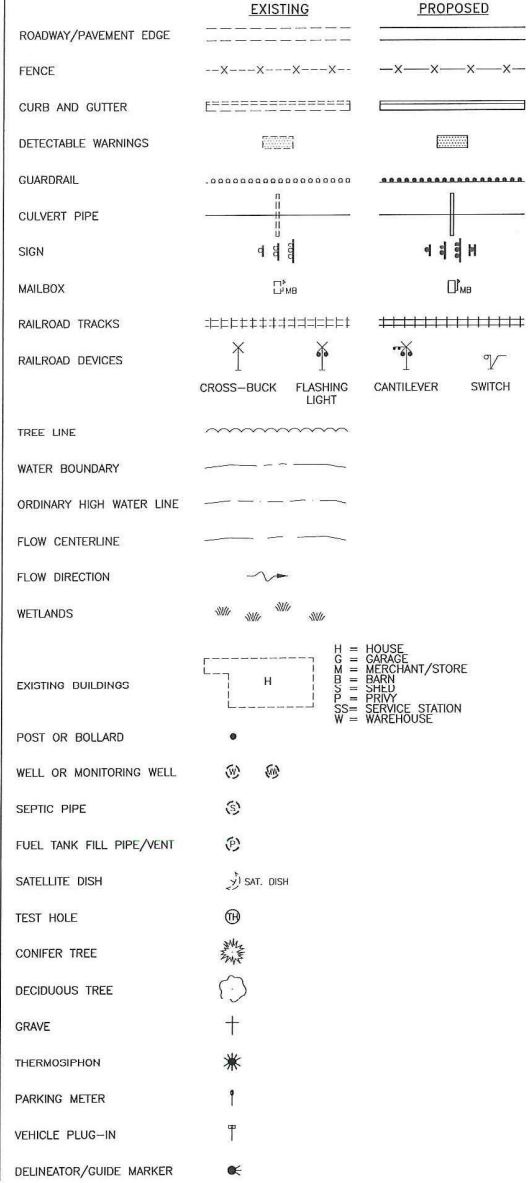 EXISTING PROPOSED
ROADWAY/PAVEMENT EDGE
FENCE
CURB AND GUTTER
DETECTABLE WARNINGS
GUARDRAIL
CULVERT PIPE
SIGN
MAILBOX MB MB
RAILROAD TRACKS
RAILROAD DEVICES
CROSS-BUCK FLASHING LIGHT CANTILEVER SWITCH
TREE LINE
WATER BOUNDARY
ORDINARY HIGH WATER LINE
FLOW CENTERLINE
FLOW DIRECTION
WETLANDS
EXISTING BUILDINGS H
H = HOUSE
G = GARAGE
M = MERCHANT/STORE
B = BARN
S = SHED
P = PRIVY
SS= SERVICE STATION
W = WAREHOUSE
POST OR BOLLARD
WELL OR MONITORING WELL W MW
SEPTIC PIPE S
FUEL TANK FILL PIPE/VENT P
SATELLITE DISH SAT. DISH
TEST HOLE TH
CONIFER TREE
DECIDUOUS TREE
GRAVE
THERMOSIPHON
PARKING METER
VEHICLE PLUG-IN
DELINEATOR/GUIDE MARKER